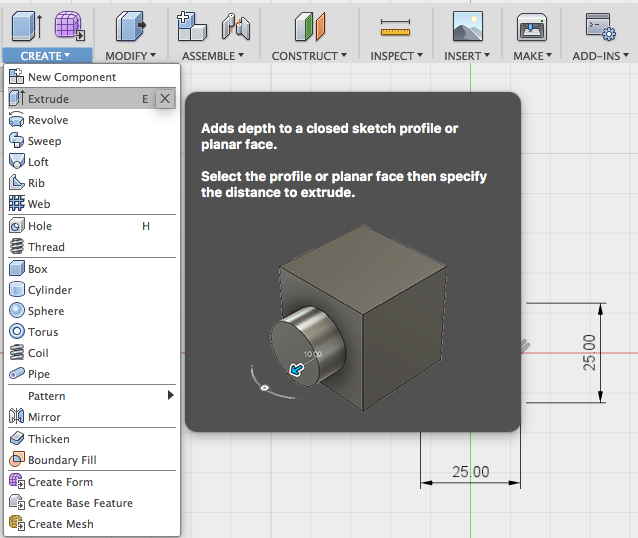 CREATE ▾ MODIFY ▾ ASSEMBLE ▾ CONSTRUCT ▾ INSPECT ▾ INSERT ▾ MAKE ▾ ADD-INS ▾
New Component
Extrude E
Revolve
Sweep
Loft
Rib
Web
Hole H
Thread
Box
Cylinder
Sphere
Torus
Coil
Pipe
Pattern
Mirror
Thicken
Boundary Fill
Create Form
Create Base Feature
Create Mesh
Adds depth to a closed sketch profile or
planar face.
Select the profile or planar face then specify
the distance to extrude.
10.00
25.00
25.00